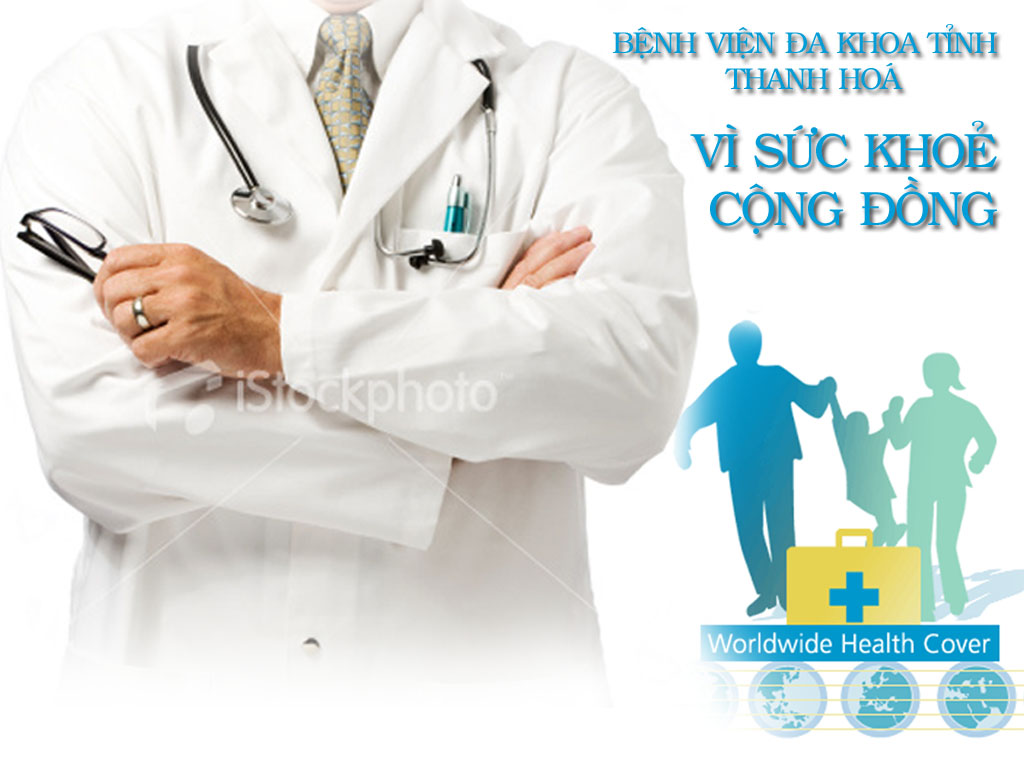 BỆNH VIỆN ĐA KHOA TỈNH
THANH HOÁ
VÌ SỨC KHOẺ
CỘNG ĐỒNG
iStockphoto
Worldwide Health Cover